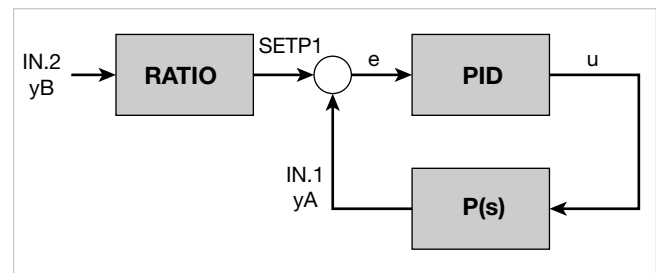 IN.2
yB
RATIO
SETP1
e
PID
u
IN.1
yA
P(s)